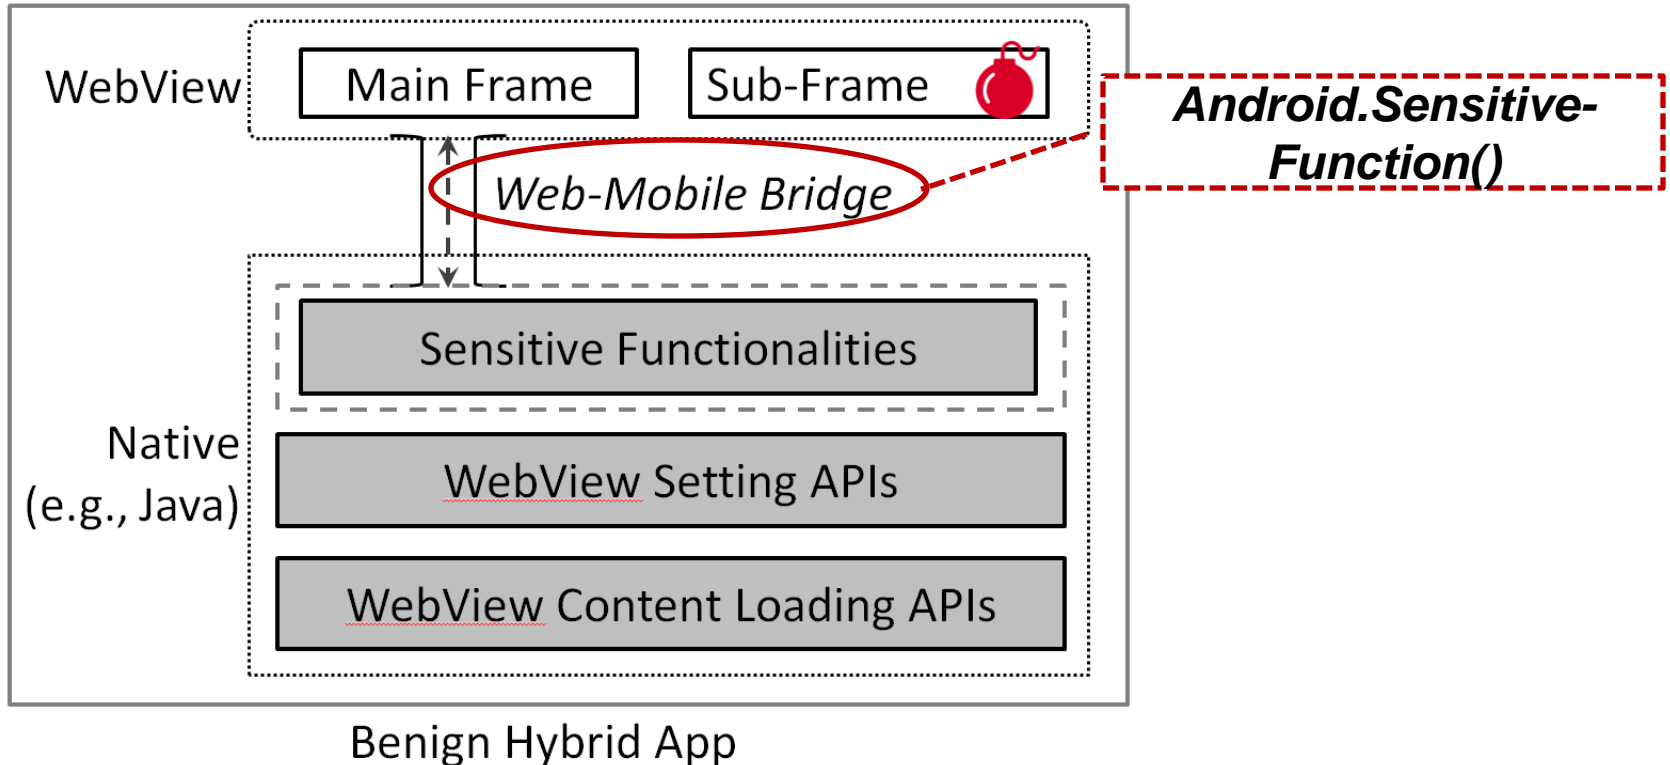 WebView
Main Frame
Sub-Frame
Android.Sensitive-
Function()
Web-Mobile Bridge
Sensitive Functionalities
Native
(e.g., Java)
WebView Setting APIs
WebView Content Loading APIs
Benign Hybrid App